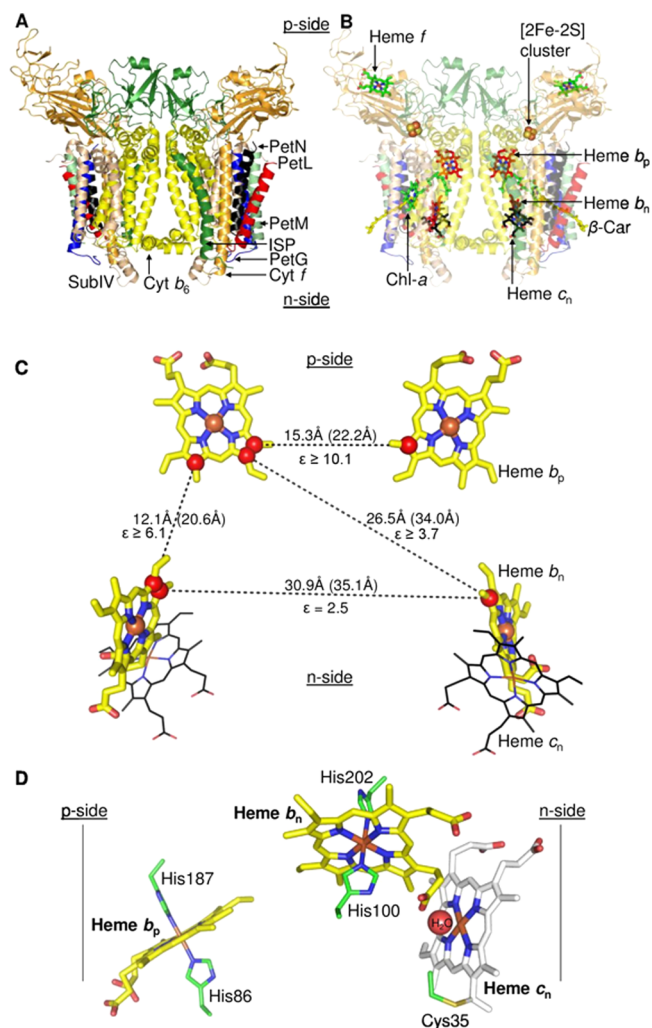 A
p-side
B
Heme f
[2Fe-2S]
cluster
PetN
PetL
Heme bp
Heme bn
PetM
β-Car
ISP
PetG
SubIV
Cyt b6
Cyt f
Chl-a
Heme cn
n-side
C
p-side
15.3Å (22.2Å)
ε ≥ 10.1
Heme bp
12.1Å (20.6Å)
ε ≥ 6.1
26.5Å (34.0Å)
ε ≥ 3.7
30.9Å (35.1Å)
ε = 2.5
Heme bn
n-side
Heme cn
D
His202
p-side
Heme bn
n-side
His187
His100
Heme bp
H2O
His86
Heme cn
Cys35